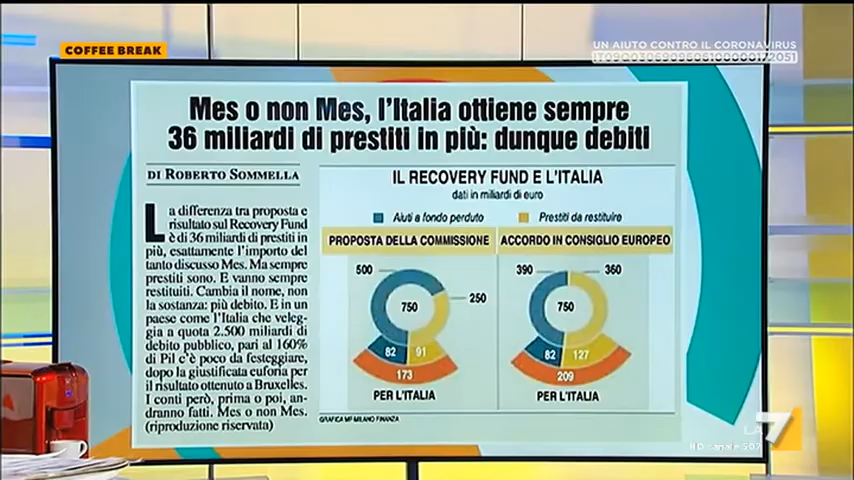 COFFEE BREAK
UN AIUTO CONTRO IL CORONAVIRUS
Mes o non Mes, l'Italia ottiene sempre
36 miliardi di prestiti in più: dunque debiti
DI ROBERTO SOMMELLA
La differenza tra proposta e
risultato sul Recovery Fund
è di 36 miliardi di prestiti in
più, esattamente l'importo del
tanto discusso Mes. Ma sempre
prestiti sono. E vanno sempre
restituiti. Cambia il nome, non
la sostanza: più debito. E in un
paese come l'Italia che veleg-
gia a quota 2.500 miliardi di
debito pubblico, pari al 160%
di Pil c'è poco da festeggiare,
dopo la giustificata euforia per
il risultato ottenuto a Bruxelles.
I conti però, prima o poi, an-
dranno fatti. Mes o non Mes.
(riproduzione riservata)
IL RECOVERY FUND E L'ITALIA
dati in miliardi di euro
Aiuti a fondo perduto
Prestiti da restituire
PROPOSTA DELLA COMMISSIONE
500
250
750
82
91
173
PER L'ITALIA
ACCORDO IN CONSIGLIO EUROPEO
390
360
750
82
127
209
PER L'ITALIA
GRAFICA MF-MILANO FINANZA
LA7
HD canale 507